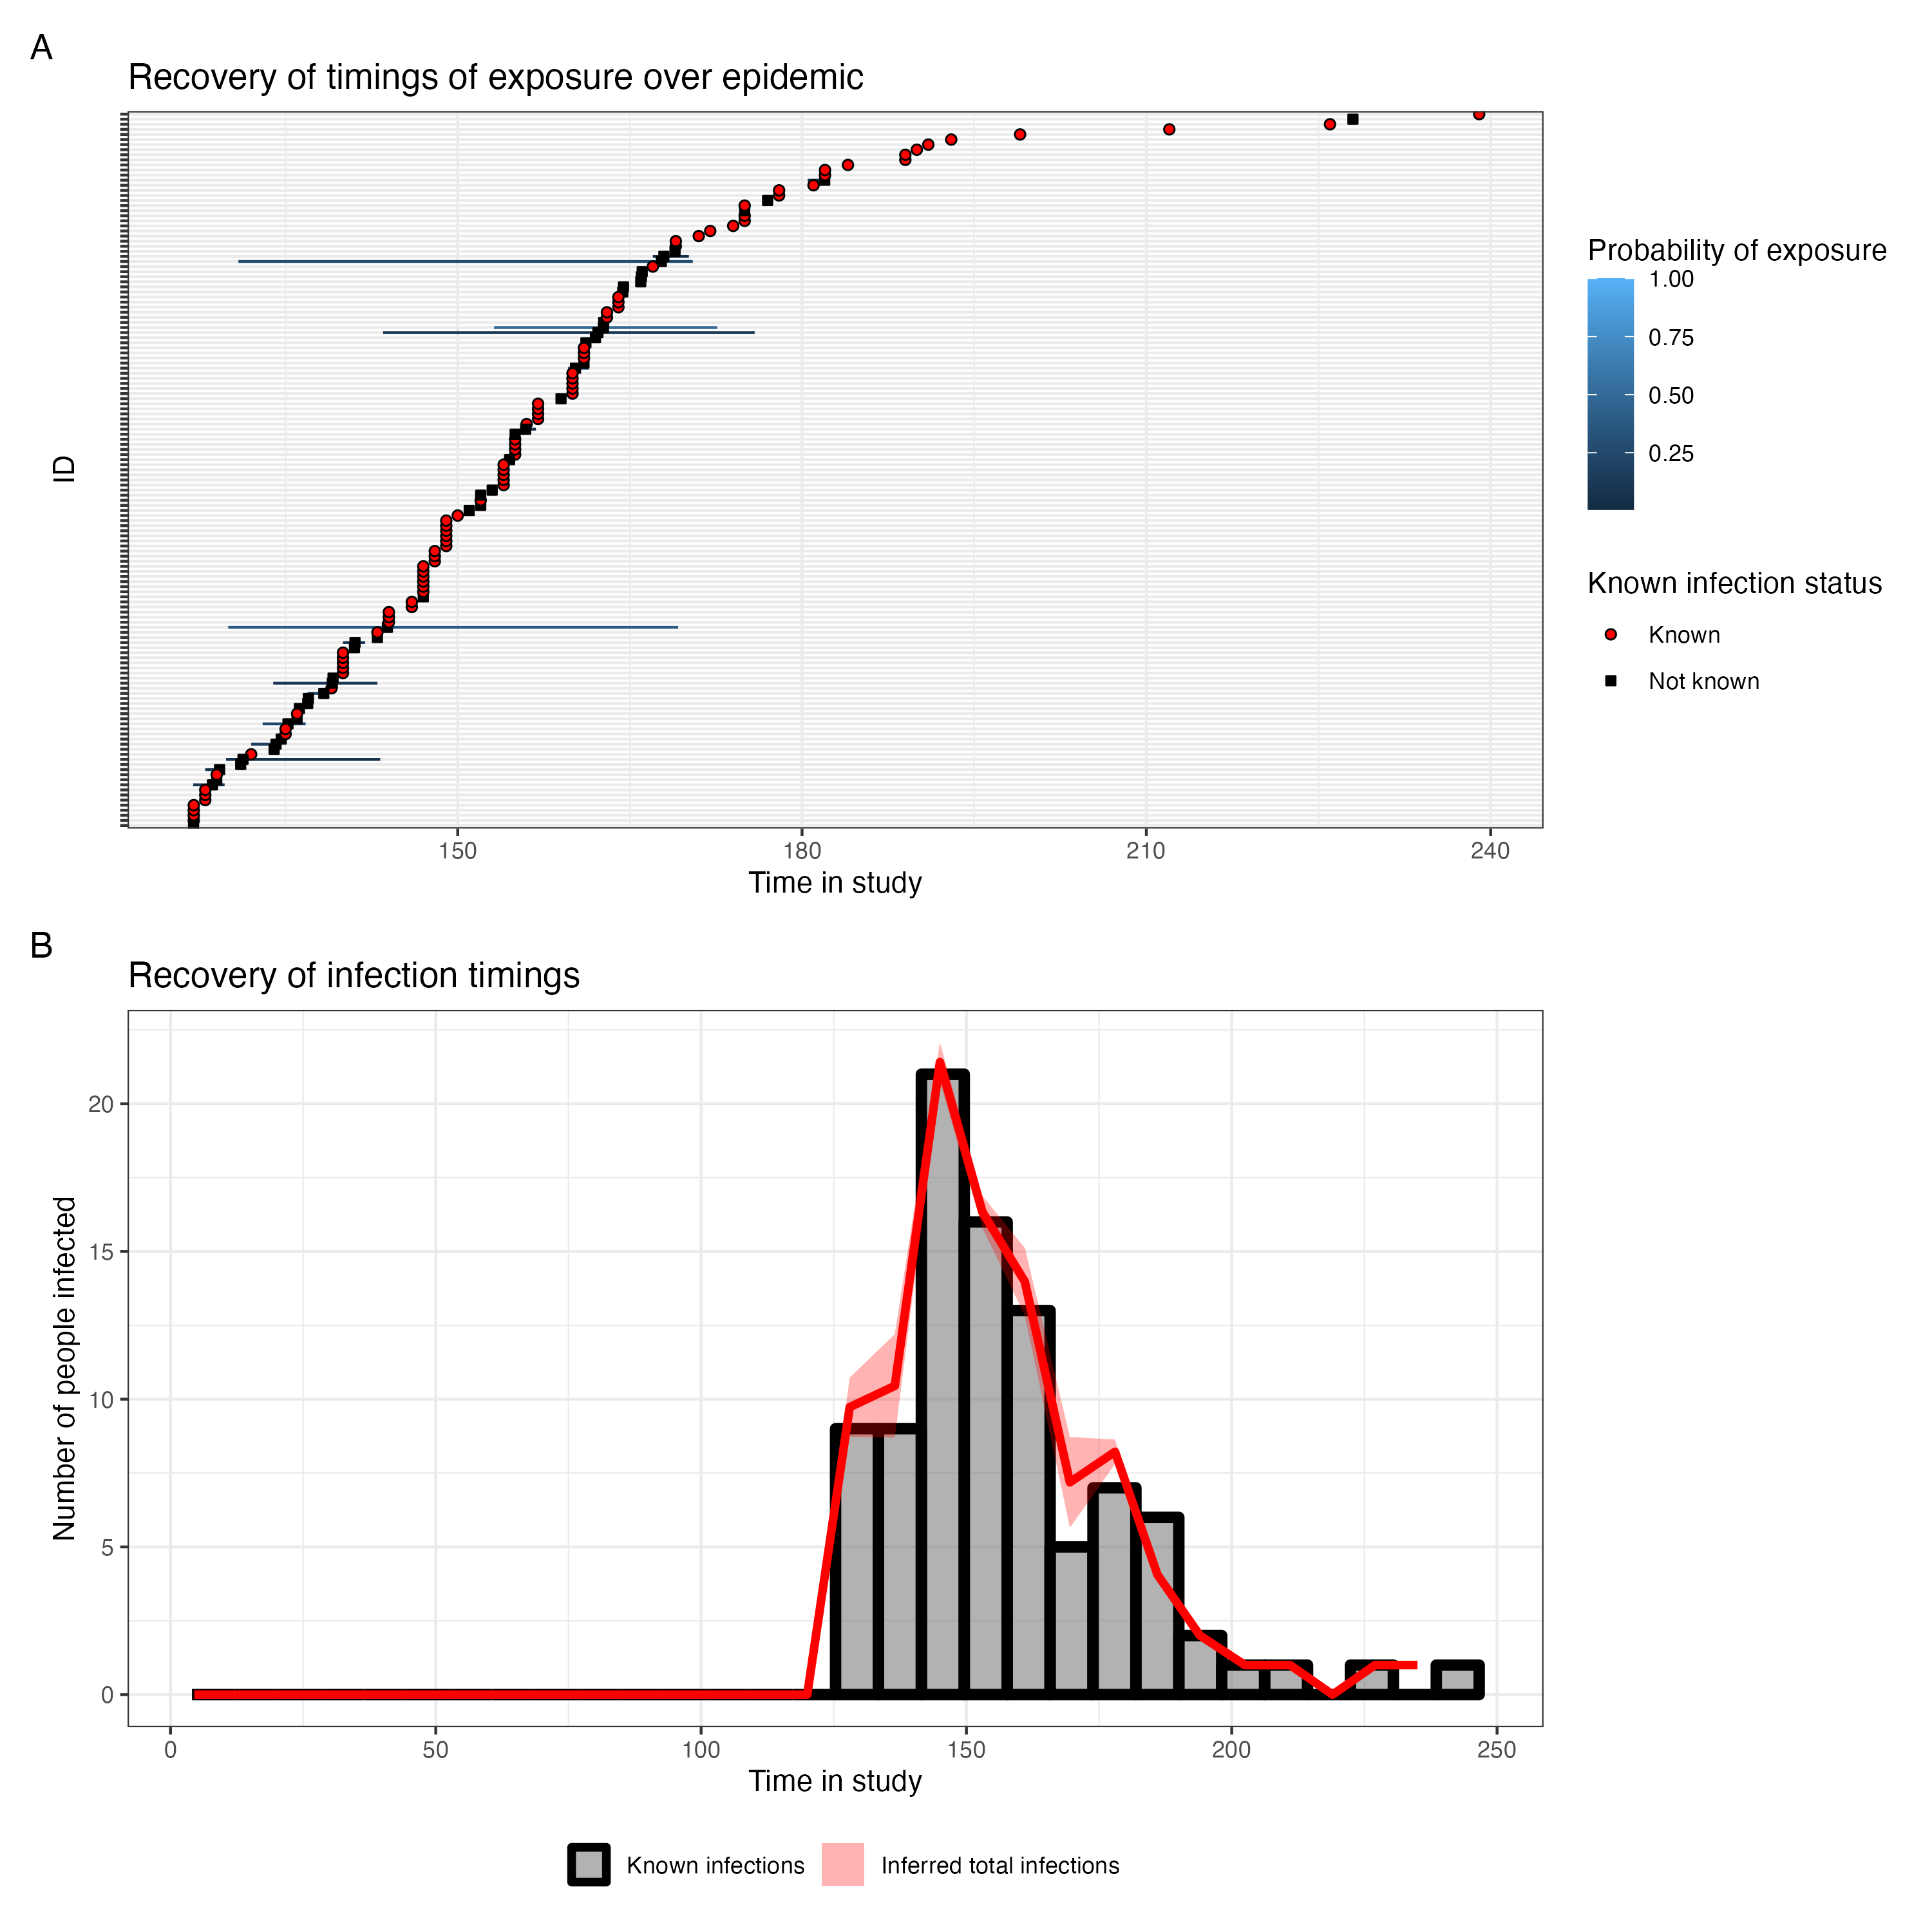 A
Recovery of timings of exposure over epidemic
ID
150 180 210 240
Time in study
Probability of exposure
1.00
0.75
0.50
0.25
Known infection status
Known
Not known
B
Recovery of infection timings
Number of people infected
20
15
10
5
0
0 50 100 150 200 250
Time in study
Known infections Inferred total infections